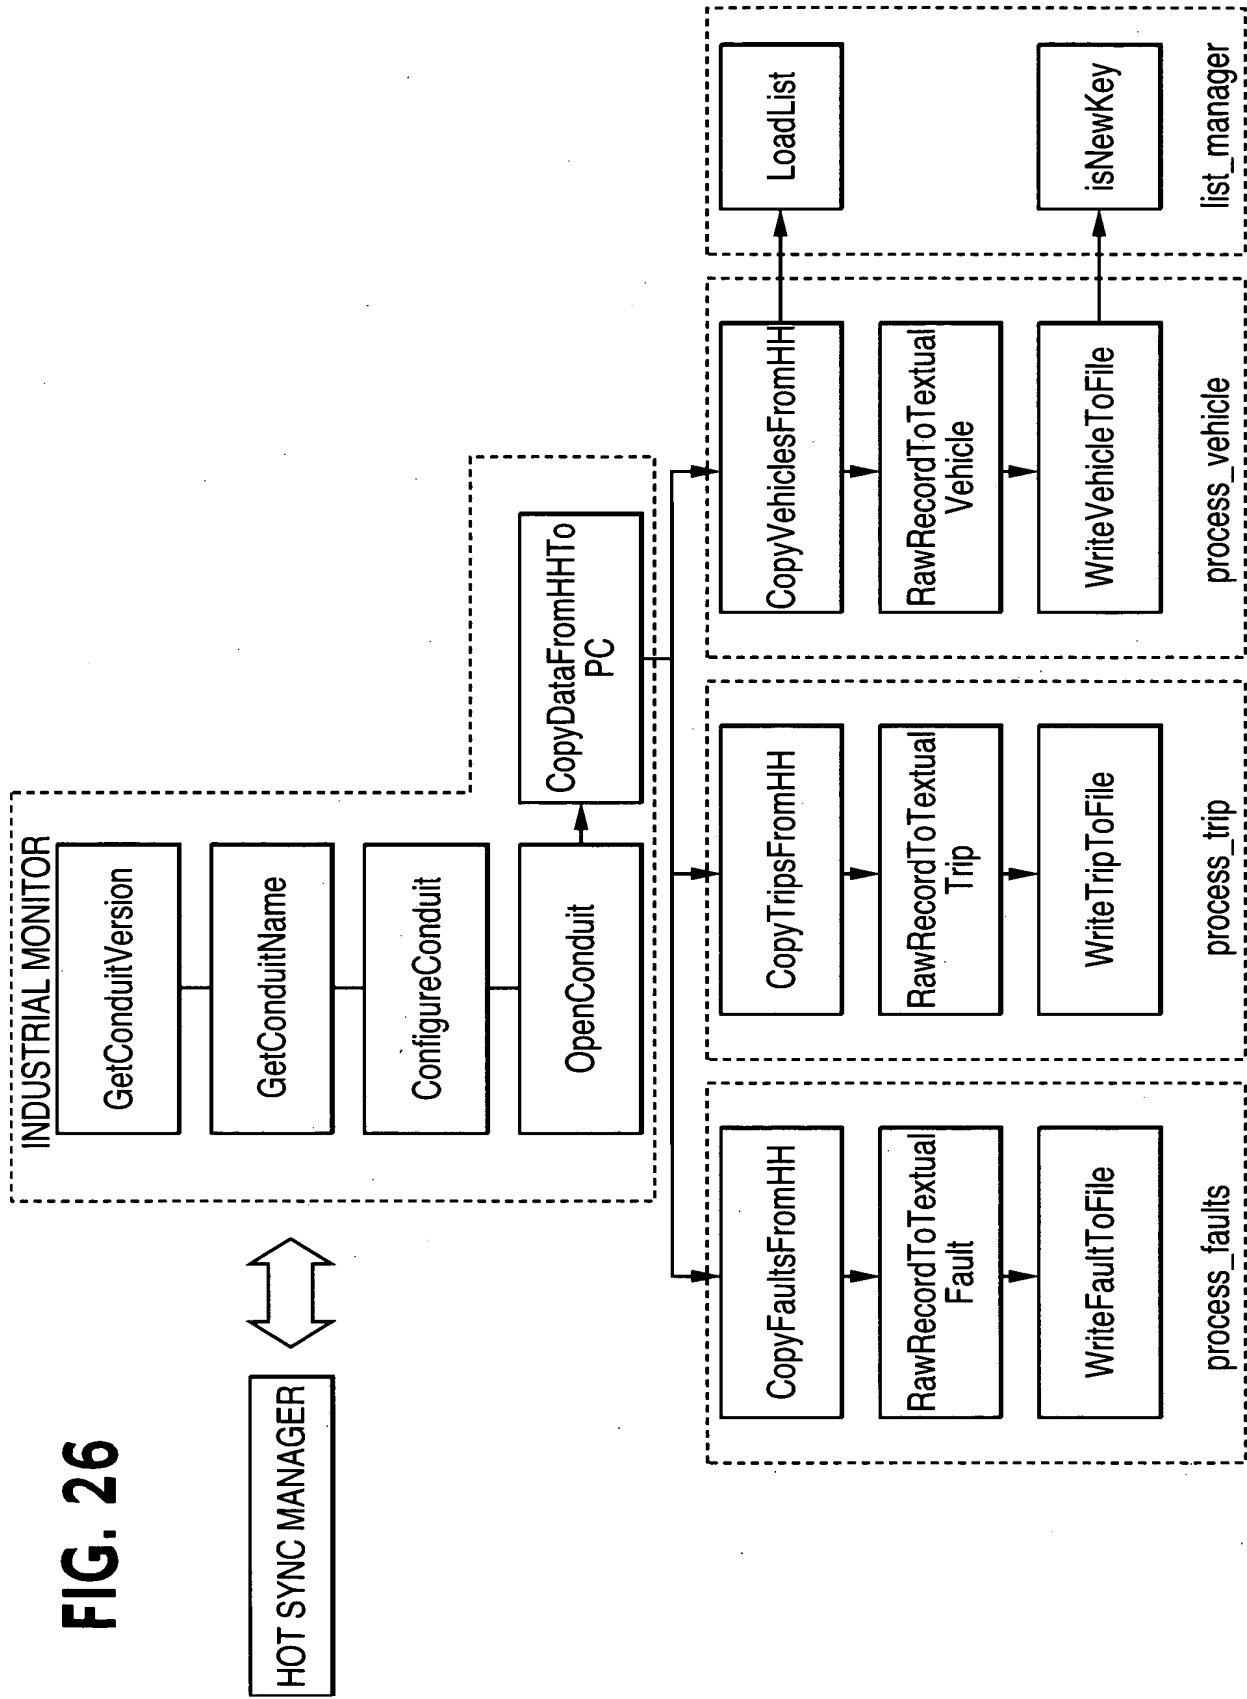 FIG. 26
HOT SYNC MANAGER
INDUSTRIAL MONITOR
GetConduitVersion
GetConduitName
ConfigureConduit
OpenConduit
CopyDataFromHHTo
PC
CopyFaultsFromHH
RawRecordToTextual
Fault
WriteFaultToFile
process_faults
CopyTripsFromHH
RawRecordToTextual
Trip
WriteTripToFile
process_trip
CopyVehiclesFromHH
RawRecordToTextual
Vehicle
WriteVehicleToFile
process_vehicle
LoadList
isNewKey
list_manager